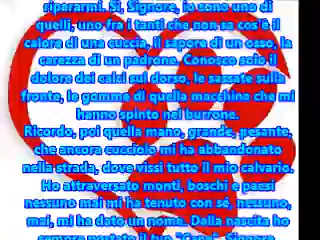 ripararmi. Sì, Signore, io sono uno di
quelli, uno fra i tanti che non sa cos'è il
calore di una cuccia, il sapore di un osso, la
carezza di un padrone. Conosco solo il
dolore dei calci sul dorso, le sassate sulla
fronte, le gomme di quella macchina che mi
hanno spinto nel burrone.
Ricordo, poi quella mano, grande, pesante,
che ancora cucciolo mi ha abbandonato
nella strada, dove vissi tutto il mio calvario.
Ho attraversato monti, boschi e paesi
nessuno mai mi ha tenuto con sé, nessuno,
mai, mi ha dato un nome. Dalla nascita ho
sempre portato il tuo "Cane". Signore